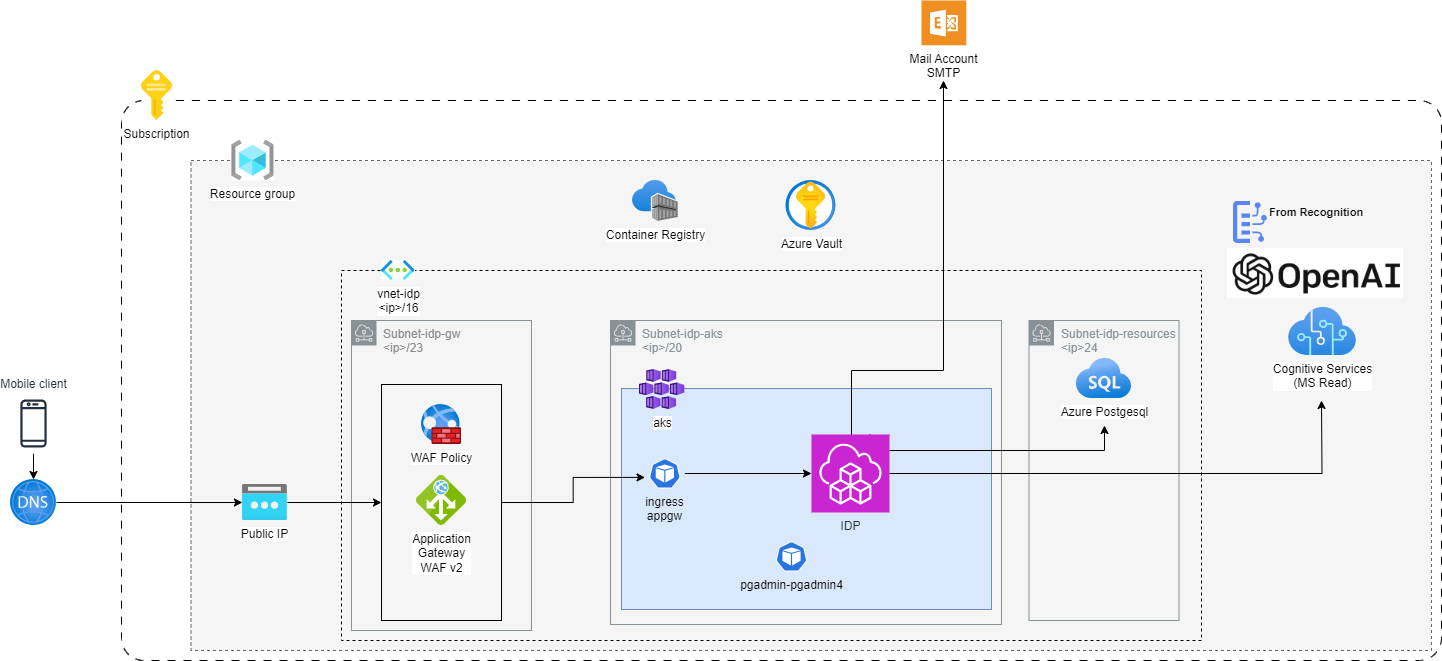 Mail Account
SMTP
Subscription
Resource group
Container Registry
Azure Vault
From Recognition
OpenAI
vnet-idp
<ip>/16
Subnet-idp-gw
<ip>/23
Subnet-idp-aks
<ip>/20
Subnet-idp-resources
<ip>24
Cognitive Services
(MS Read)
Mobile client
SQL
Azure Postgesql
aks
WAF Policy
DNS
Public IP
ingress
appgw
IDP
Application
Gateway
WAF v2
pgadmin-pgadmin4